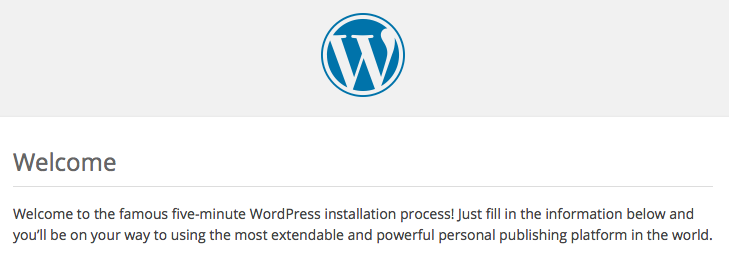 Welcome
Welcome to the famous five-minute WordPress installation process! Just fill in the information below and
you’ll be on your way to using the most extendable and powerful personal publishing platform in the world.